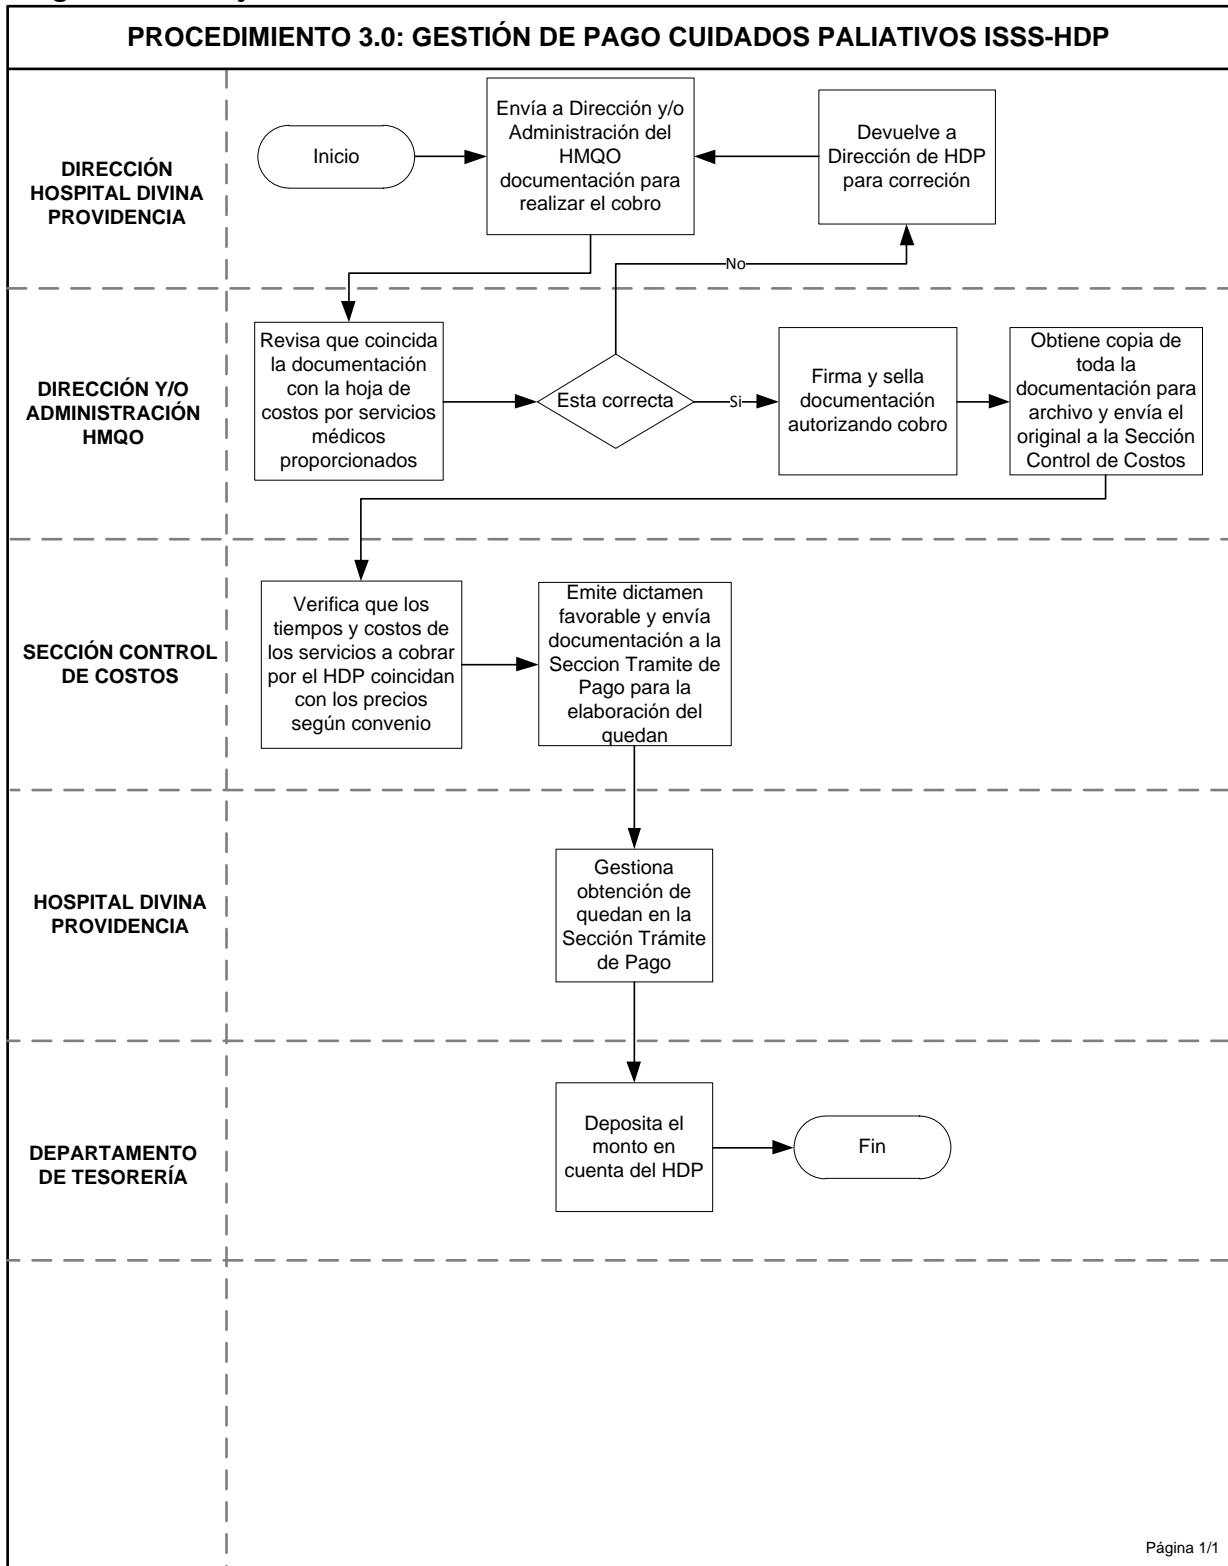 PROCEDIMIENTO 3.0: GESTIÓN DE PAGO CUIDADOS PALIATIVOS ISSS-HDP
DIRECCIÓN
HOSPITAL DIVINA
PROVIDENCIA
Inicio
Envía a Dirección y/o
Administración del
HMQO
documentación para
realizar el cobro
Devuelve a
Dirección de HDP
para correción
No
DIRECCIÓN Y/O
ADMINISTRACIÓN
HMQO
Revisa que coincida
la documentación
con la hoja de
costos por servicios
médicos
proporcionados
Esta correcta
Si
Firma y sella
documentación
autorizando cobro
Obtiene copia de
toda la
documentación para
archivo y envía el
original a la Sección
Control de Costos
SECCIÓN CONTROL
DE COSTOS
Verifica que los
tiempos y costos de
los servicios a cobrar
por el HDP coincidan
con los precios
según convenio
Emite dictamen
favorable y envía
documentación a la
Seccion Tramite de
Pago para la
elaboración del
quedan
HOSPITAL DIVINA
PROVIDENCIA
Gestiona
obtención de
quedan en la
Sección Trámite
de Pago
DEPARTAMENTO
DE TESORERÍA
Deposita el
monto en
cuenta del HDP
Fin
Página 1/1